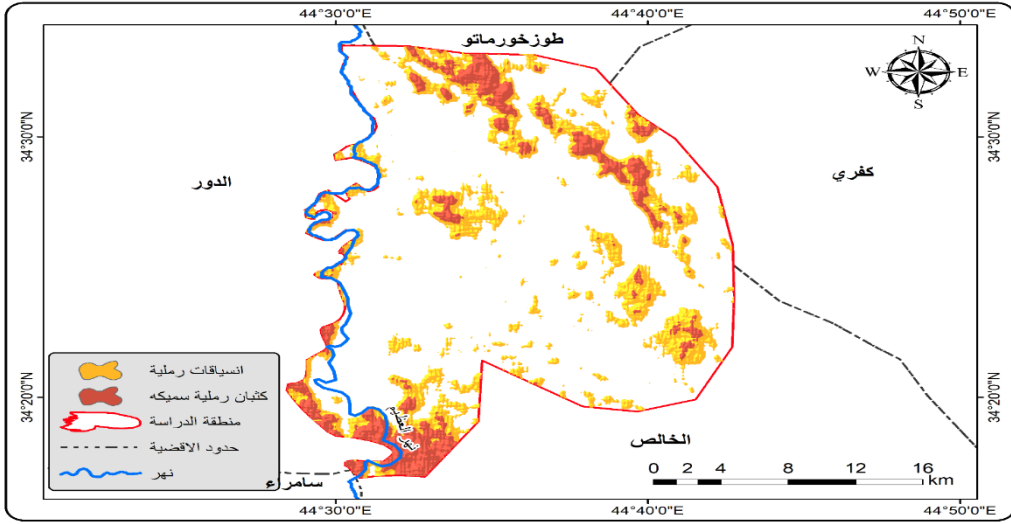 44°30'0"E
44°40'0"E
44°50'0"E
طوزخورماتو
N
W
E
S
34°30'0"N
34°30'0"N
الدور
كفري
انسياقات رملية
كثبان رملية سميكه
منطقة الدراسة
حدود الاقضية
نهر
34°20'0"N
34°20'0"N
نهر العظيم
الخالص
سامراء
0 2 4 8 12 16
km
44°30'0"E
44°40'0"E
44°50'0"E